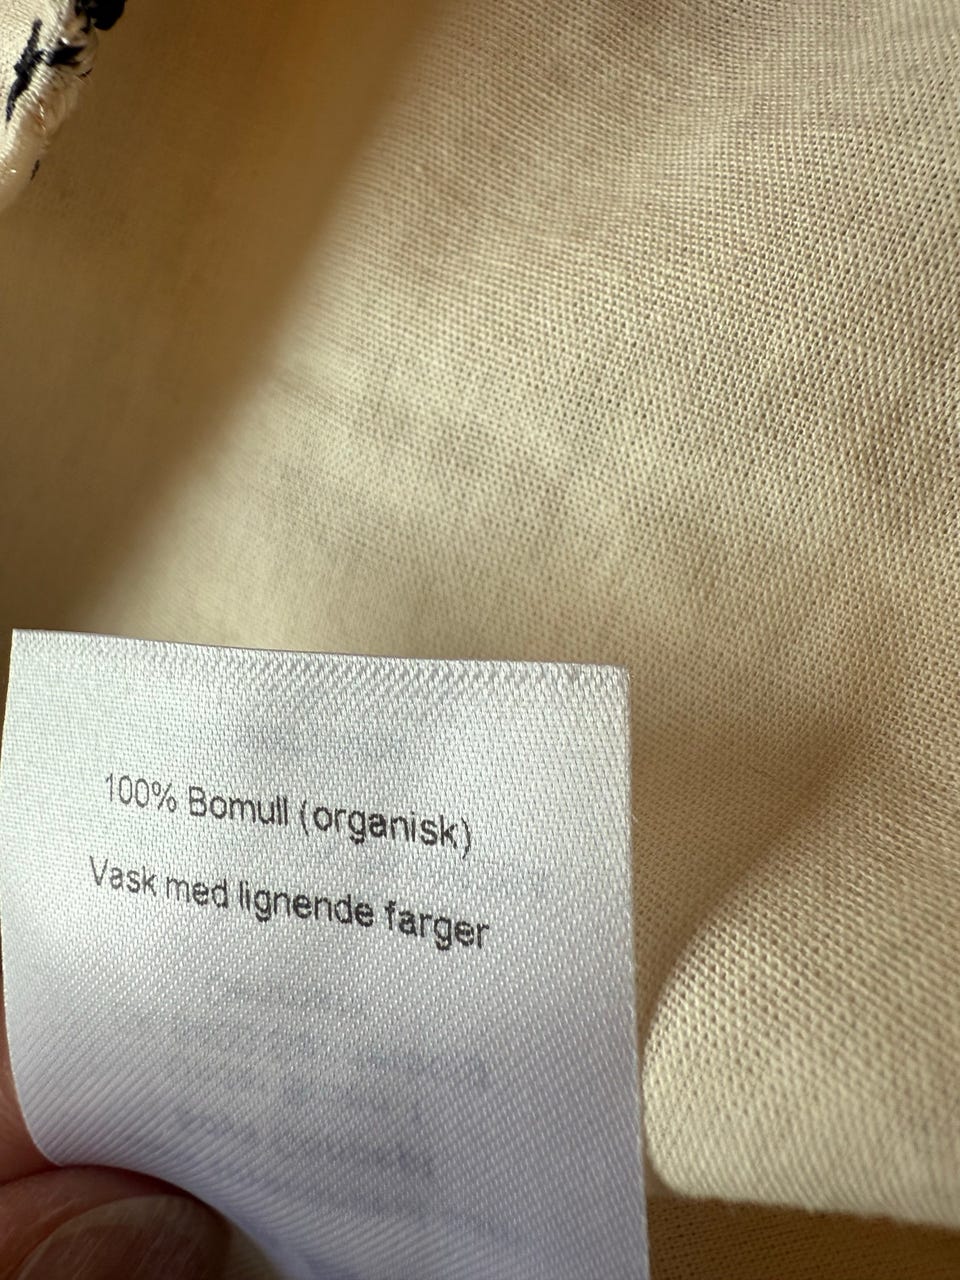 100% Bomull (organisk)
Vask med lignende farger